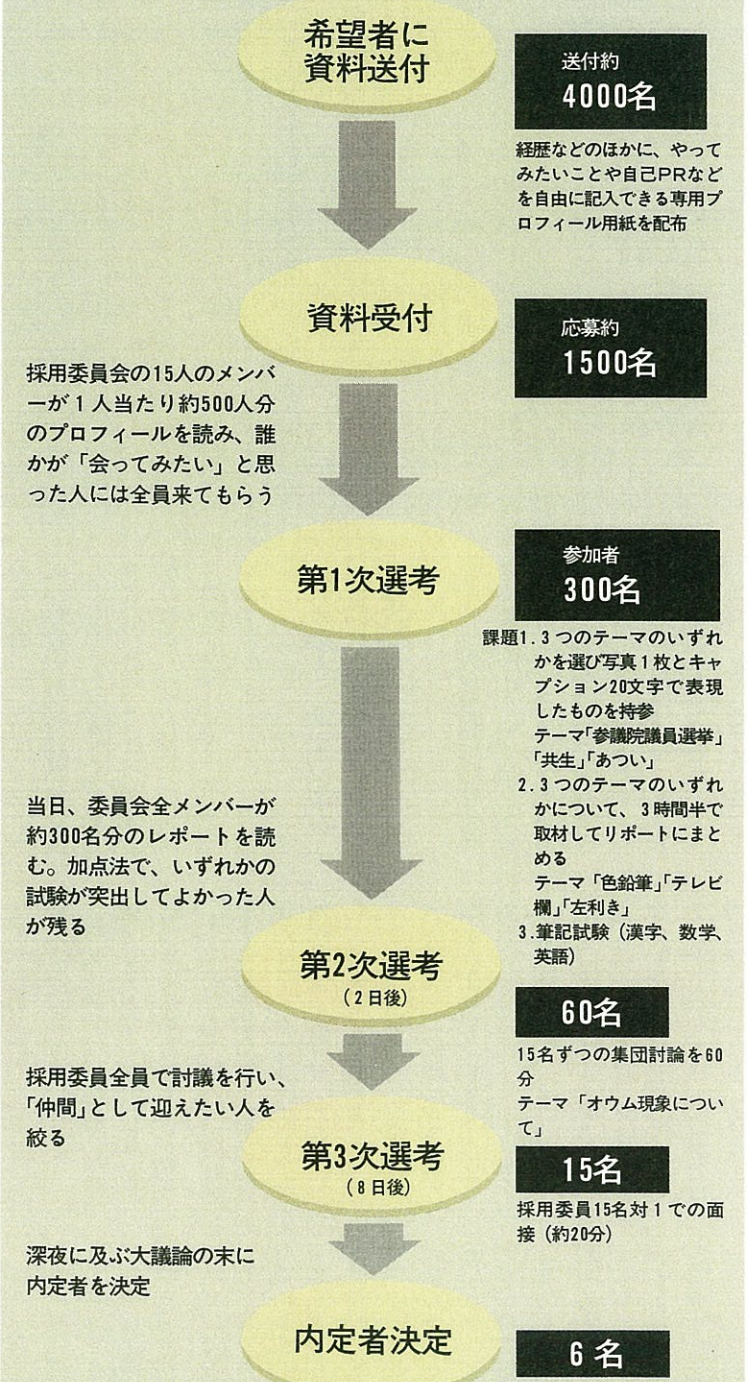 希望者に
資料送付
送付約
4000名
経歴などのほかに、やって
みたいことや自己PRなど
を自由に記入できる専用プ
ロフィール用紙を配布
資料受付
応募約
1500名
採用委員会の15人のメンバ
ーが1人当たり約500人分
のプロフィールを読み、誰
かが「会ってみたい」と思
った人には全員来てもらう
第1次選考
参加者
300名
課題1.3つのテーマのいずれ
かを選び写真1枚とキャ
プション20文字で表現
したものを持参
テーマ「参議院議員選挙」
「共生」「あつい」
2.3つのテーマのいずれ
かについて、3時間半で
取材してリポートにまと
める
テーマ「色鉛筆」「テレビ
欄」「左利き」
3.筆記試験(漢字、数学、
英語)
当日、委員会全メンバーが
約300名分のレポートを読
む。加点法で、いずれかの
試験が突出してよかった人
が残る
第2次選考
(2日後)
60名
15名ずつの集団討論を60
分
テーマ「オウム現象につい
て」
採用委員全員で討議を行い、
「仲間」として迎えたい人を
絞る
第3次選考
(8日後)
15名
採用委員15名対1での面
接(約20分)
深夜に及ぶ大議論の末に
内定者を決定
内定者決定
6名